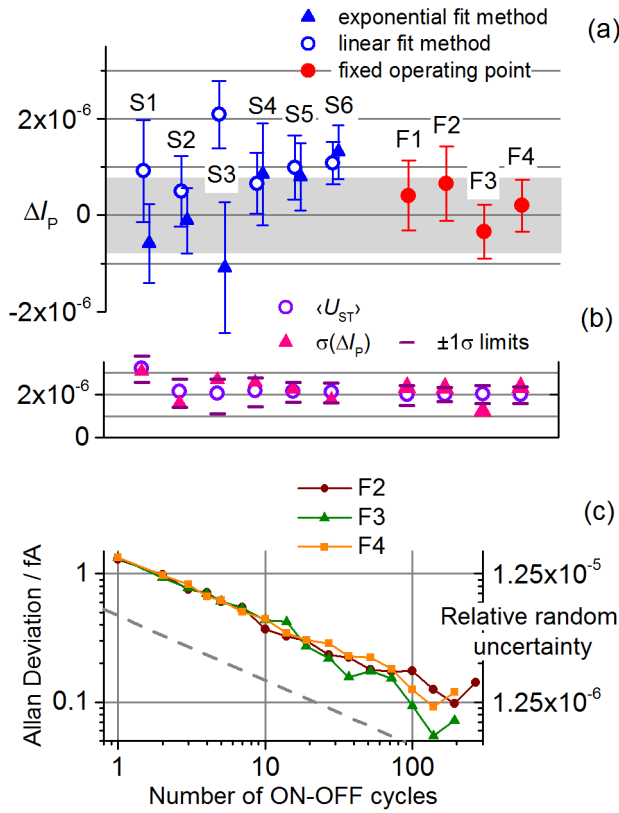 exponential fit method
linear fit method
fixed operating point
(a)
S1
S2
S3
S4
S5
S6
F1
F2
F3
F4
2x10⁻⁶
0
-2x10⁻⁶
ΔI_P
(b)
‹U_ST›
σ(ΔI_P)
±1σ limits
2x10⁻⁶
0
F2
F3
F4
(c)
1
0.1
Allan Deviation / fA
1.25x10⁻⁵
Relative random
uncertainty
1.25x10⁻⁶
1
10
100
Number of ON-OFF cycles